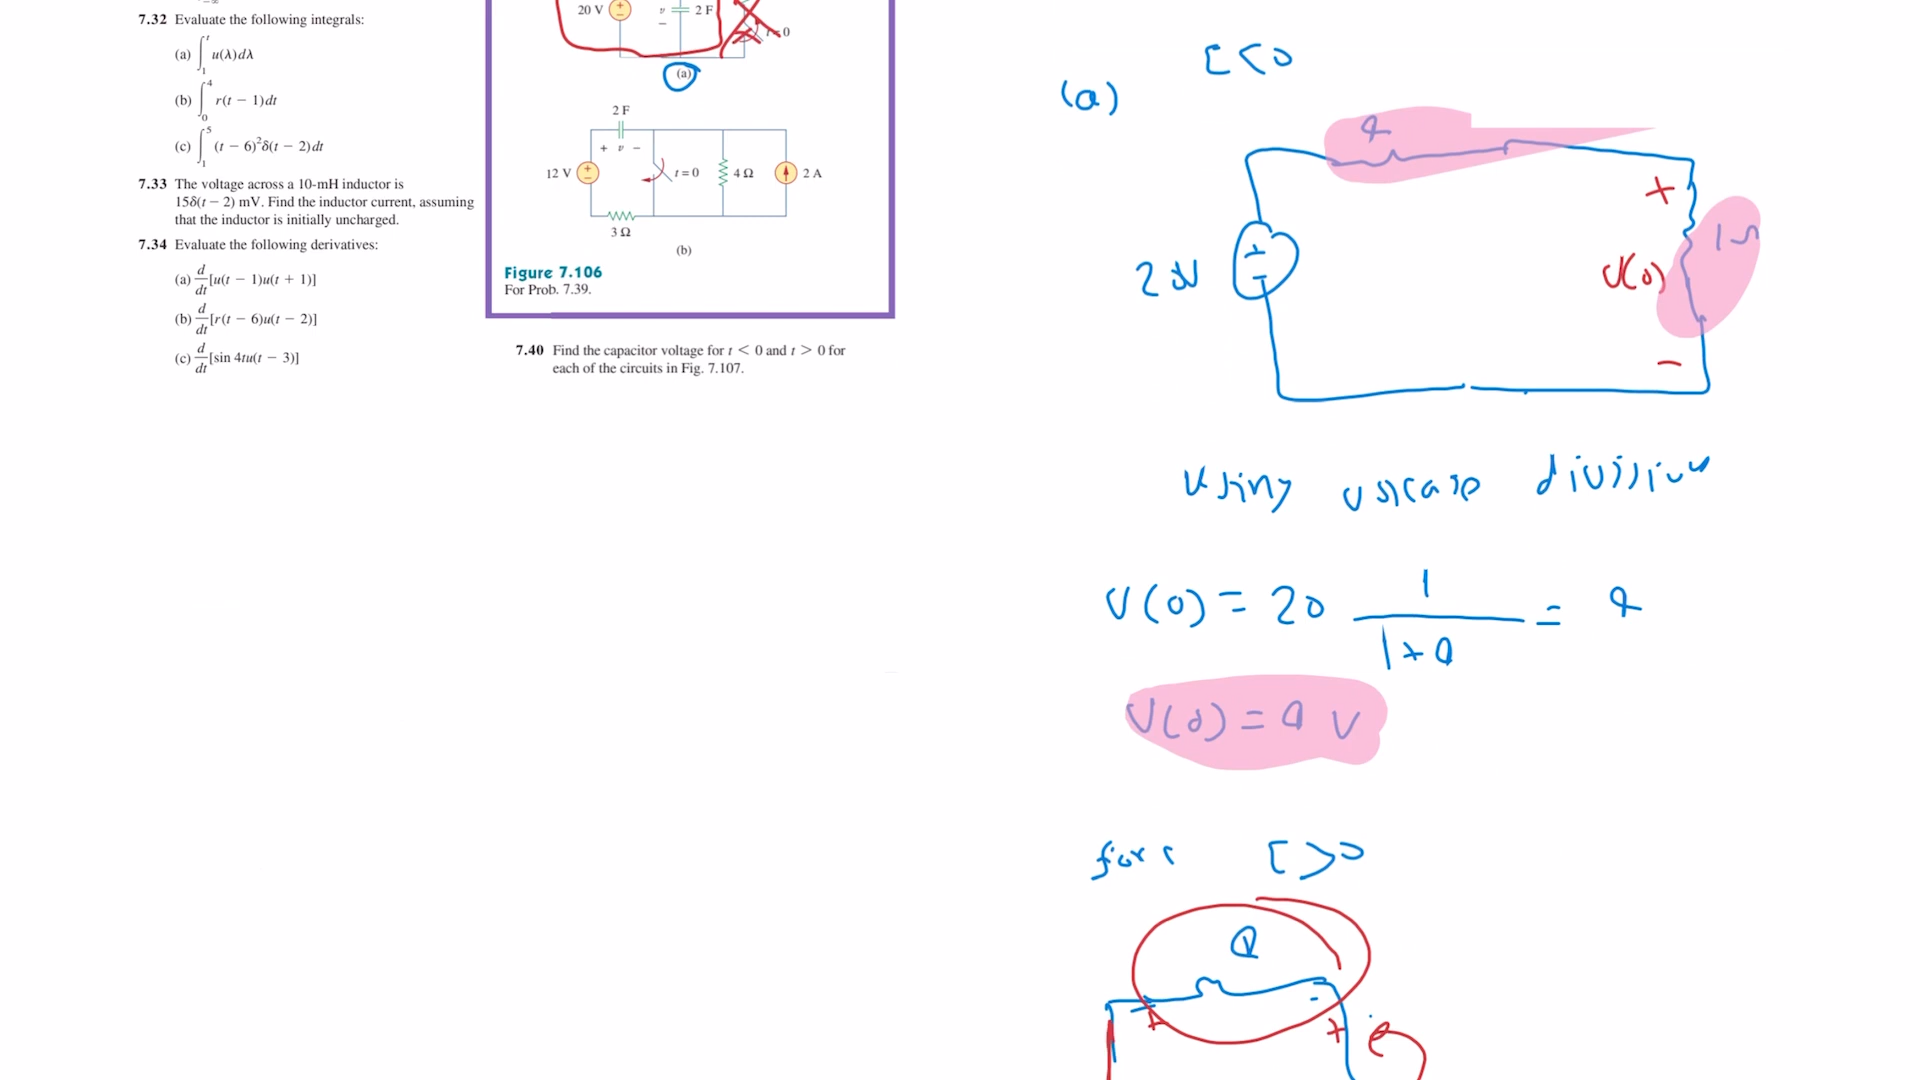 7.32 Evaluate the following integrals:
(a) ∫₁ᵗ u(λ)dλ
(b) ∫₀⁴ r(t − 1)dt
(c) ∫₁⁵ (t − 6)²δ(t − 2)dt
7.33 The voltage across a 10-mH inductor is
15δ(t − 2) mV. Find the inductor current, assuming
that the inductor is initially uncharged.
7.34 Evaluate the following derivatives:
(a) d/dt[u(t − 1)u(t + 1)]
(b) d/dt[r(t − 6)u(t − 2)]
(c) d/dt[sin 4tu(t − 3)]
20 V
+
−
v
−
2 F
0
(a)
2 F
+ v −
12 V
+
−
t = 0
4 Ω
2 A
3 Ω
(b)
Figure 7.106
For Prob. 7.39.
7.40 Find the capacitor voltage for t < 0 and t > 0 for
each of the circuits in Fig. 7.107.
t < 0
(a)
+
V(0)
−
+
−
division
V(0) = 20
1
=
V(0) = 4 V
for t > 0
+
-
+